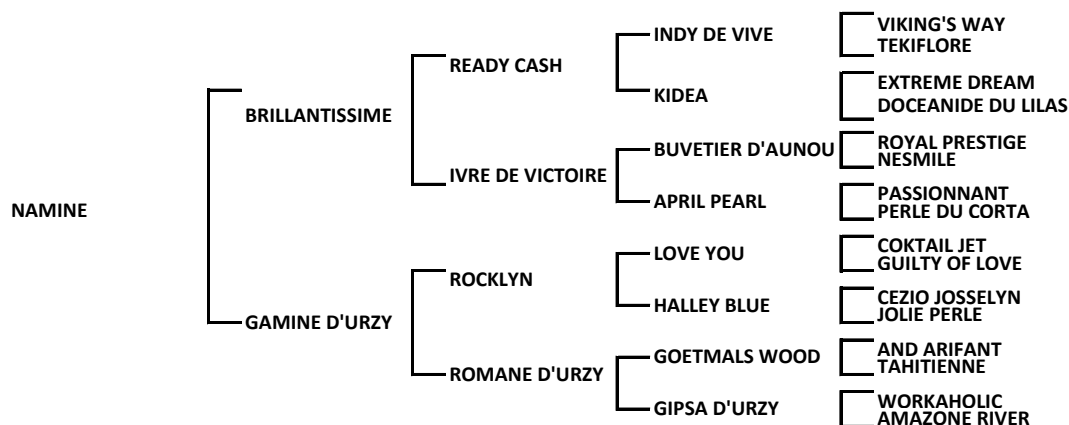 NAMINE
BRILLANTISSIME
GAMINE D'URZY
READY CASH
IVRE DE VICTOIRE
ROCKLYN
ROMANE D'URZY
INDY DE VIVE
KIDEA
BUVETIER D'AUNOU
APRIL PEARL
LOVE YOU
HALLEY BLUE
GOETMALS WOOD
GIPSA D'URZY
VIKING'S WAY
TEKIFLORE
EXTREME DREAM
DOCEANIDE DU LILAS
ROYAL PRESTIGE
NESMILE
PASSIONNANT
PERLE DU CORTA
COKTAIL JET
GUILTY OF LOVE
CEZIO JOSSELYN
JOLIE PERLE
AND ARIFANT
TAHITIENNE
WORKAHOLIC
AMAZONE RIVER